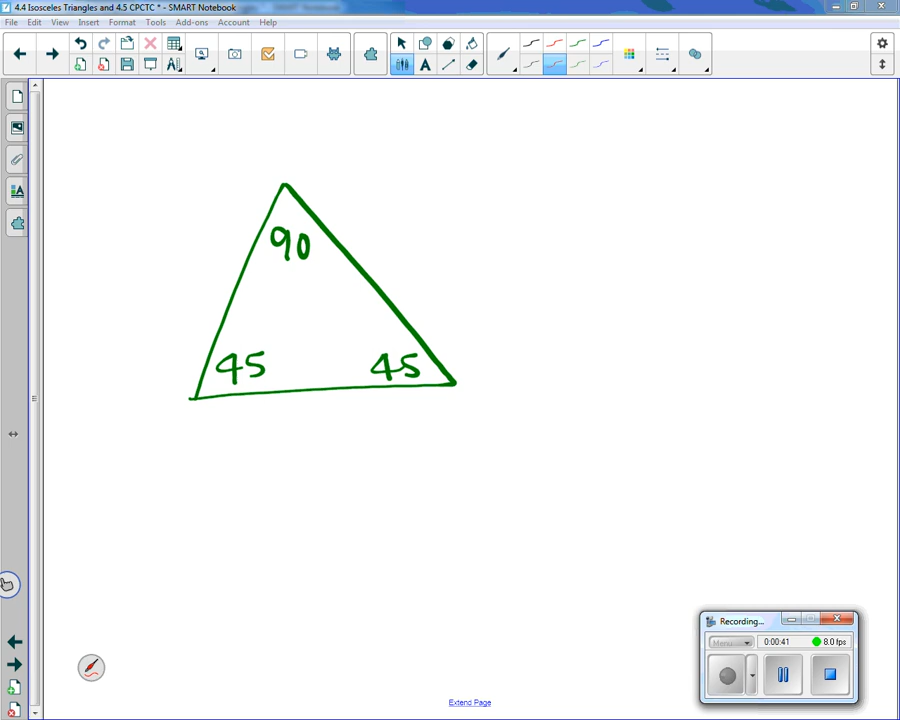 4.4 Isosceles Triangles and 4.5 CPCTC * - SMART Notebook
File Edit View Insert Format Tools Add-ons Account Help
90
45 45
Recording...
Menu 0:00:41 8.0 fps
Extend Page